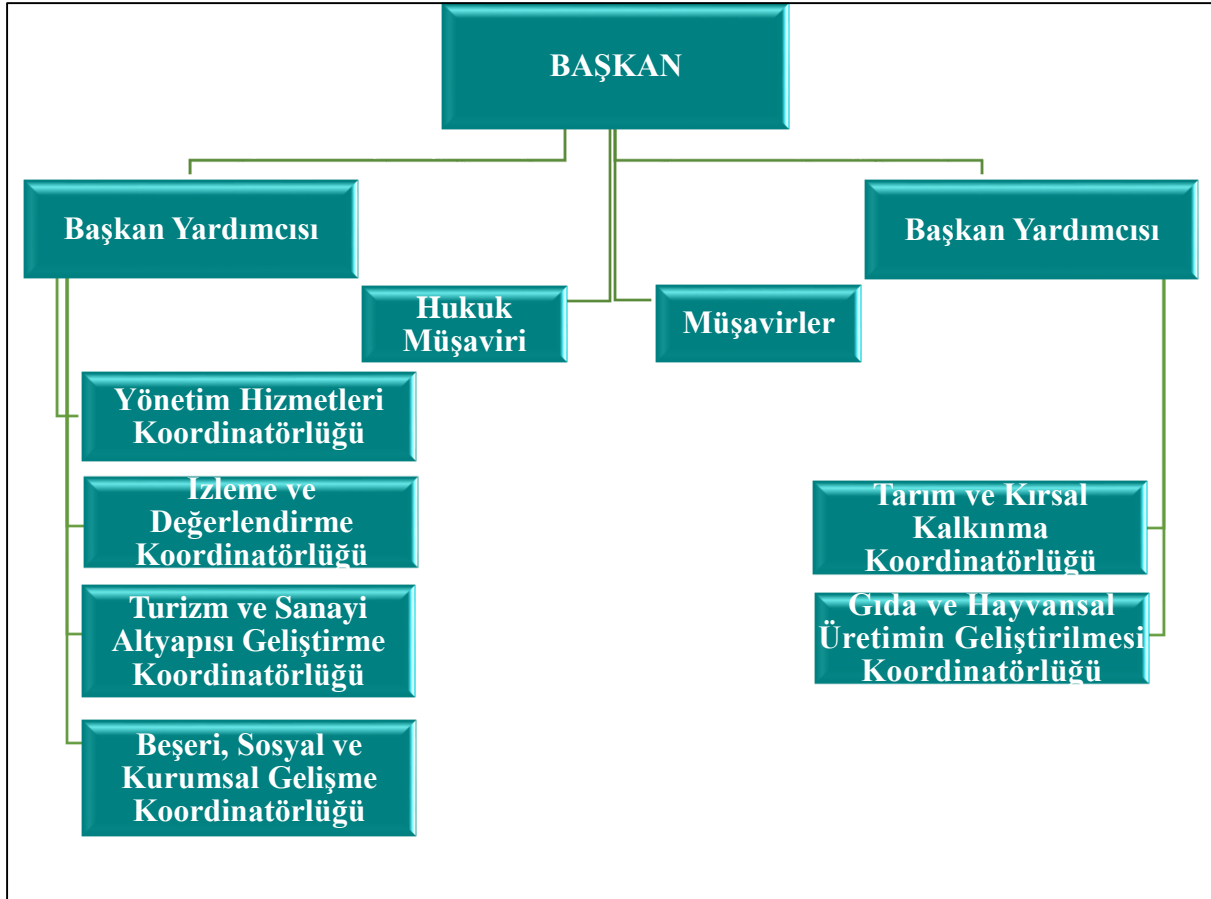 BAŞKAN
Başkan Yardımcısı
Başkan Yardımcısı
Hukuk
Müşaviri
Müşavirler
Yönetim Hizmetleri
Koordinatörlüğü
İzleme ve
Değerlendirme
Koordinatörlüğü
Turizm ve Sanayi
Altyapısı Geliştirme
Koordinatörlüğü
Beşeri, Sosyal ve
Kurumsal Gelişme
Koordinatörlüğü
Tarım ve Kırsal
Kalkınma
Koordinatörlüğü
Gıda ve Hayvansal
Üretimin Geliştirilmesi
Koordinatörlüğü